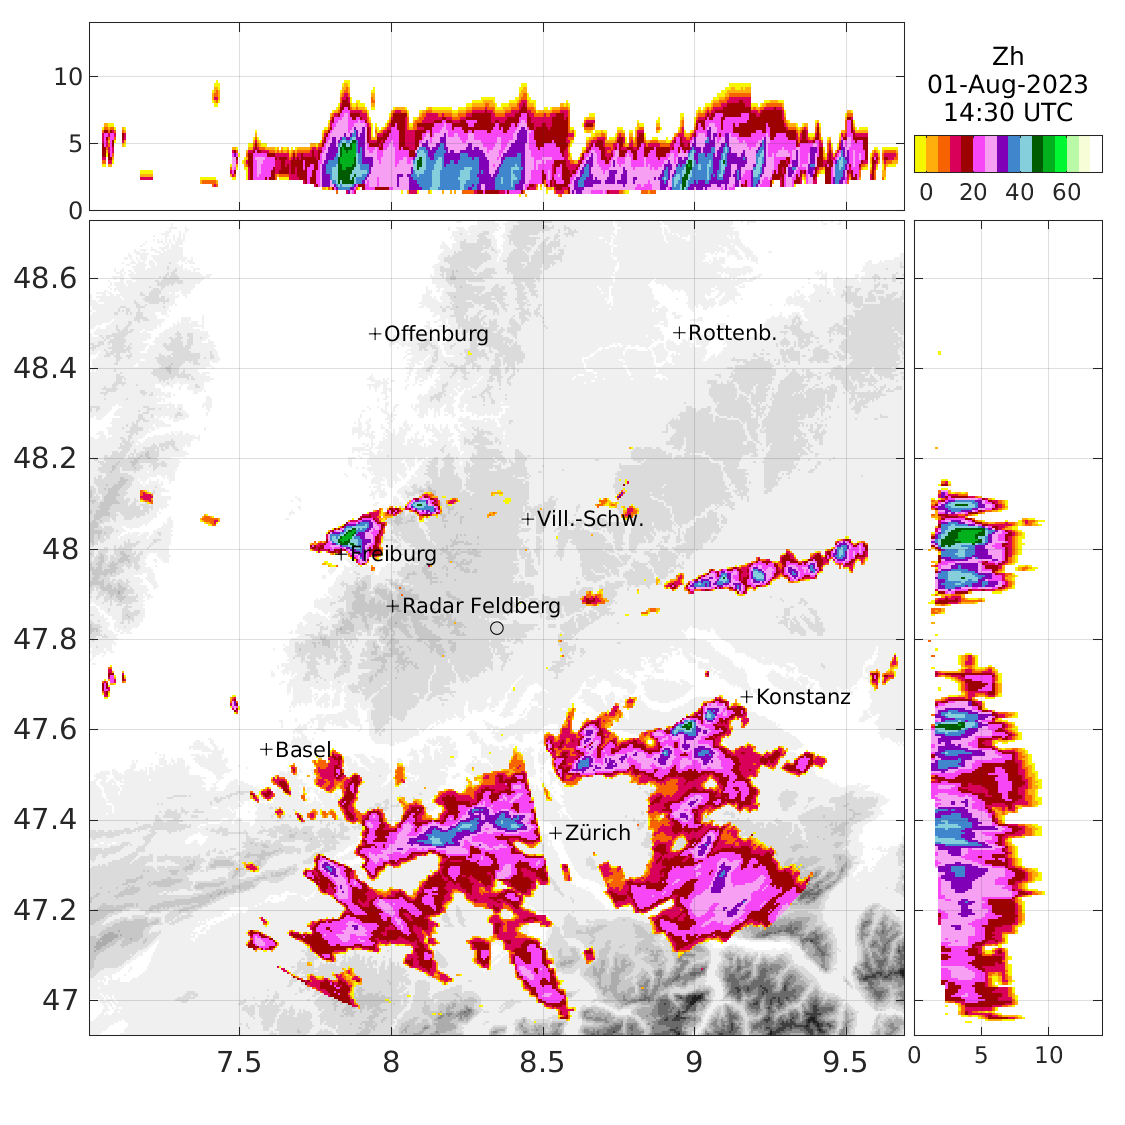 10
5
0
Zh
01-Aug-2023
14:30 UTC
0 20 40 60
48.6
48.4
48.2
48
47.8
47.6
47.4
47.2
47
+Offenburg
+Rottenb.
+Vill.-Schw.
+Freiburg
+Radar Feldberg
+Konstanz
+Basel
+Zürich
7.5 8 8.5 9 9.5
0 5 10